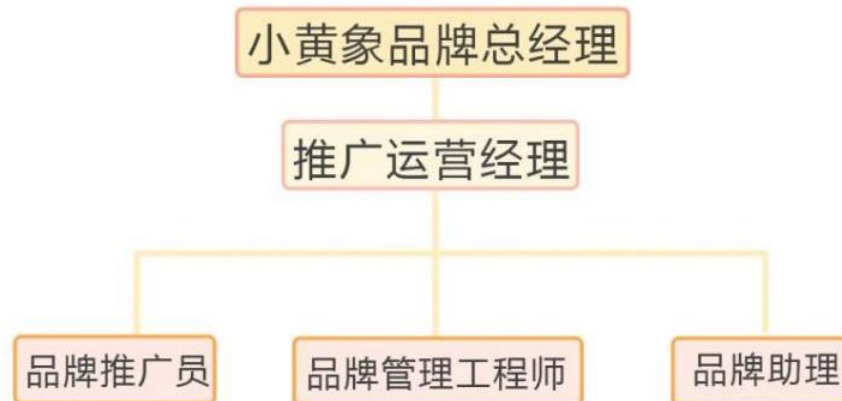 小黄象品牌总经理
推广运营经理
品牌推广员
品牌管理工程师
品牌助理